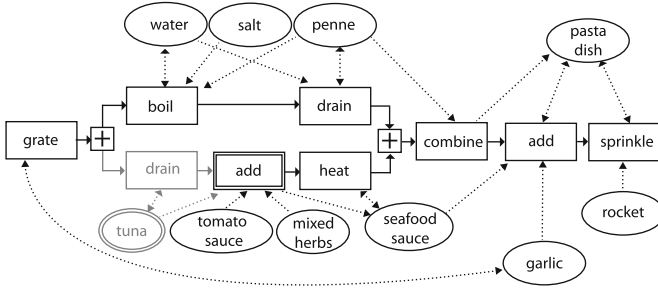 water
salt
penne
pasta
dish
boil
drain
grate
+
+
combine
add
sprinkle
drain
add
heat
tuna
tomato
sauce
mixed
herbs
seafood
sauce
rocket
garlic